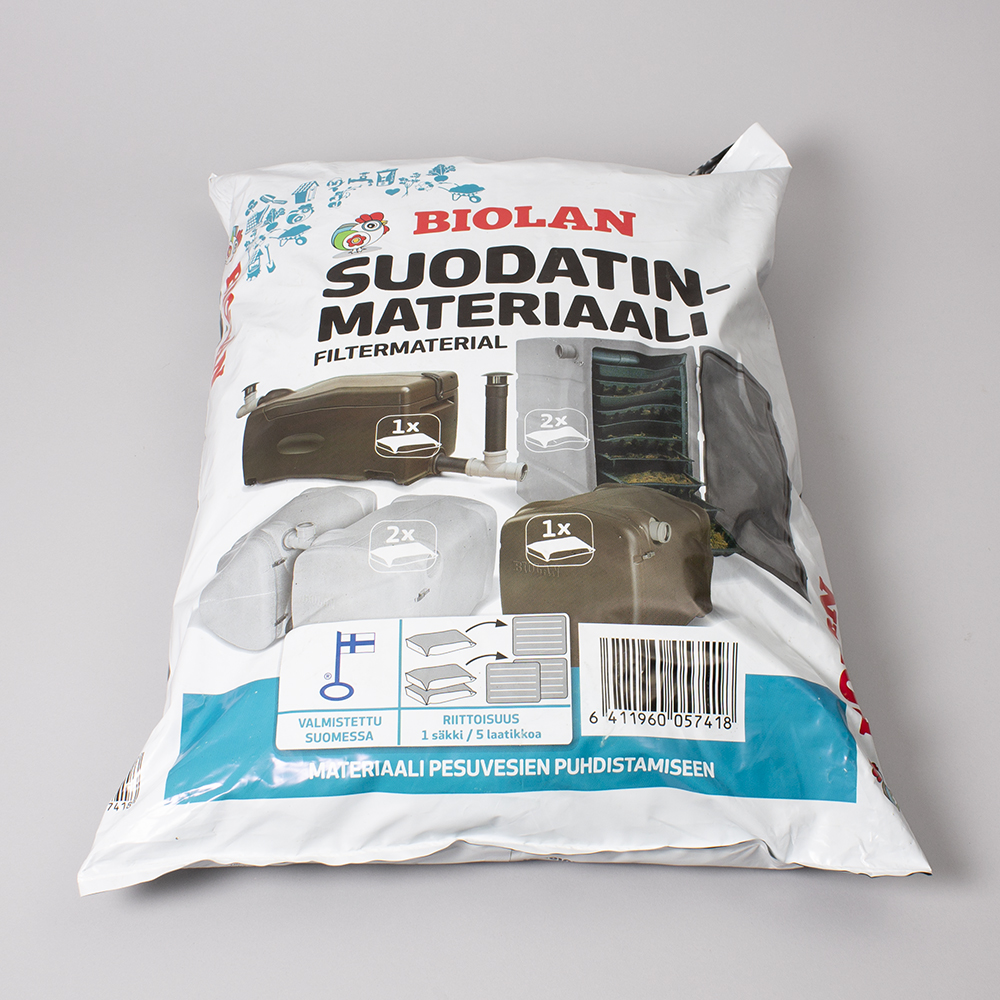 BIOLAN
SUODATIN-
MATERIAALI
FILTERMATERIAL
1x
2x
2x
1x
BIOLAN
®
VALMISTETTU
SUOMESSA
RIITTOISUUS
1 säkki / 5 laatikkoa
6 411960 057418
MATERIAALI PESUVESIEN PUHDISTAMISEEN